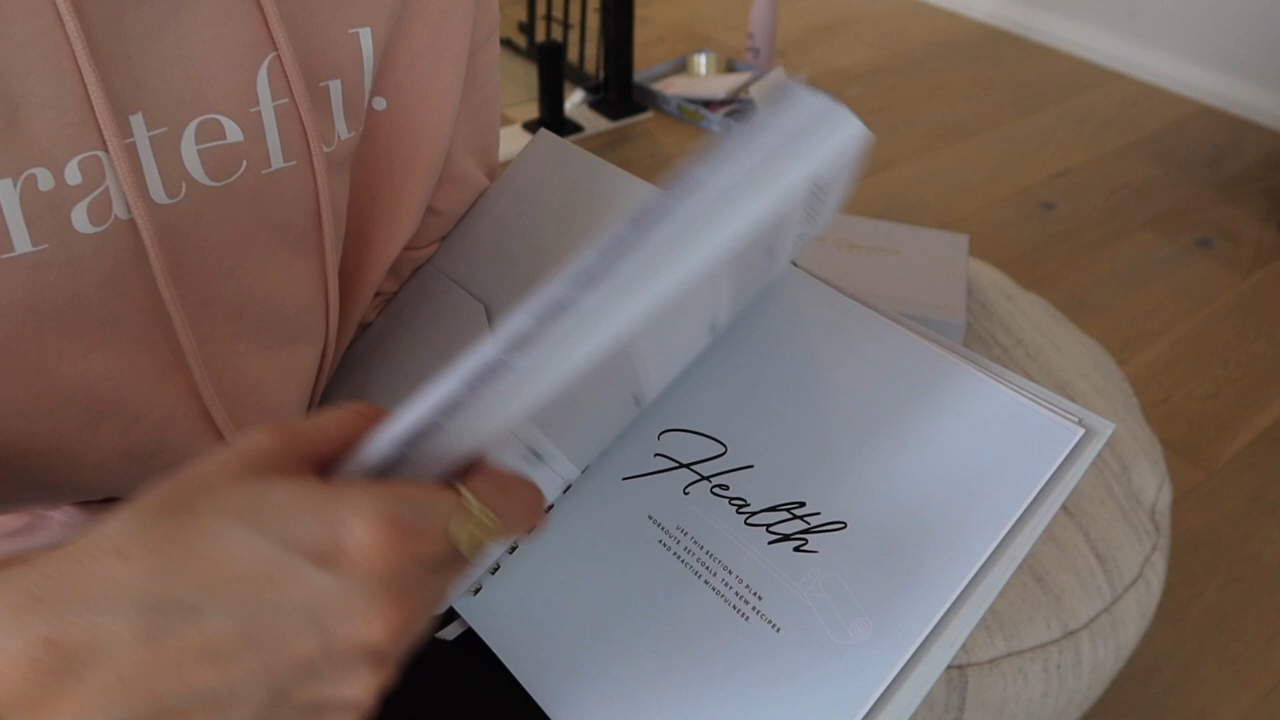 rateful.
Health
USE THIS SECTION TO PLAN
WORKOUTS, SET GOALS, TRY NEW RECIPES
AND PRACTISE MINDFULNESS.